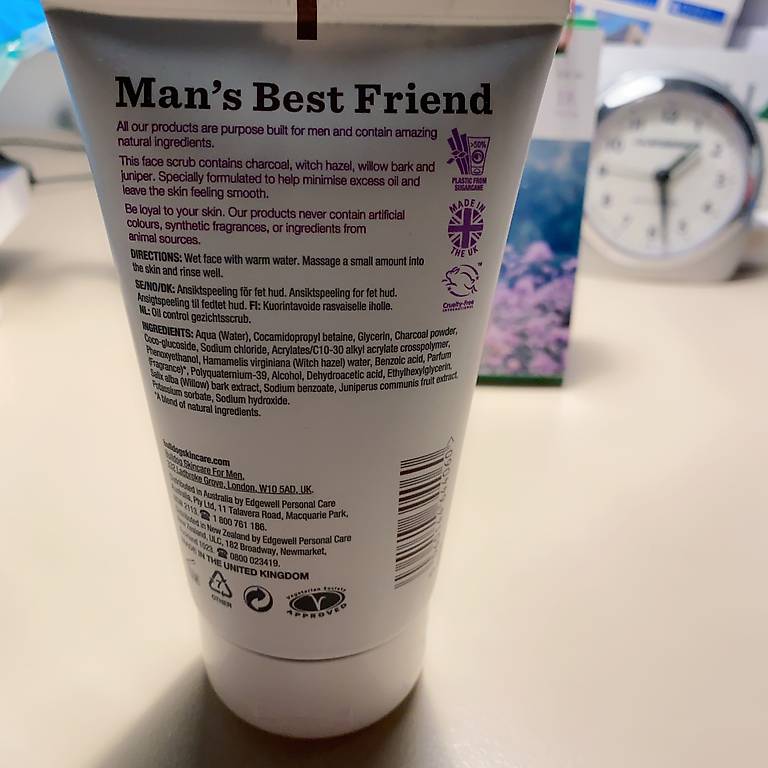 Man's Best Friend
All our products are purpose built for men and contain amazing
natural ingredients.
This face scrub contains charcoal, witch hazel, willow bark and
juniper. Specially formulated to help minimise excess oil and
leave the skin feeling smooth.
Be loyal to your skin. Our products never contain artificial
colours, synthetic fragrances, or ingredients from
animal sources.
>50%
PLASTIC FROM
SUGARCANE
MADE IN
THE UK
Cruelty-Free
INTERNATIONAL
DIRECTIONS: Wet face with warm water. Massage a small amount into
the skin and rinse well.
SE/NO/DK: Ansiktspeeling för fet hud. Ansiktspeeling for fet hud.
Ansigtspeeling til fedtet hud. FI: Kuorintavoide rasvaiselle iholle.
NL: Oil control gezichtsscrub.
INGREDIENTS: Aqua (Water), Cocamidopropyl betaine, Glycerin, Charcoal powder,
Coco-glucoside, Sodium chloride, Acrylates/C10-30 alkyl acrylate crosspolymer,
Phenoxyethanol, Hamamelis virginiana (Witch hazel) water, Benzoic acid, Parfum
(Fragrance)*, Polyquaternium-39, Alcohol, Dehydroacetic acid, Ethylhexylglycerin,
Salix alba (Willow) bark extract, Sodium benzoate, Juniperus communis fruit extract,
Potassium sorbate, Sodium hydroxide.
*A blend of natural ingredients.
bulldogskincare.com
Bulldog Skincare For Men,
Ladbroke Grove, London, W10 5AD, UK.
Distributed in Australia by Edgewell Personal Care
Australia, Pty Ltd, 11 Talavera Road, Macquarie Park,
2113. ☎ 1 800 761 186.
Distributed in New Zealand by Edgewell Personal Care
Zealand, ULC, 182 Broadway, Newmarket,
1023. ☎ 0800 023419.
MADE IN THE UNITED KINGDOM
OTHER
Vegetarian Society
APPROVED